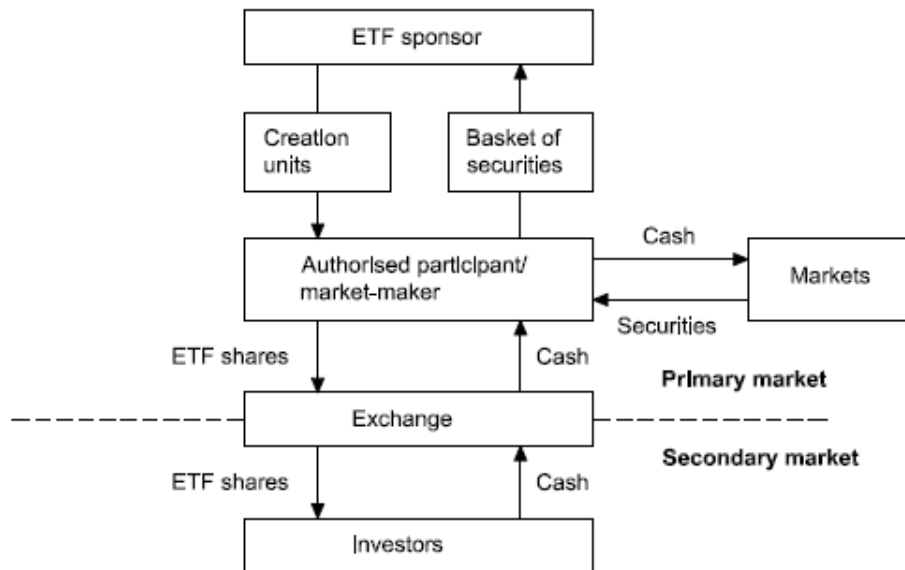 ETF sponsor
Creation
units
Basket of
securities
Authorised participant/
market-maker
Cash
Markets
Securities
ETF shares
Cash
Primary market
Exchange
Secondary market
ETF shares
Cash
Investors